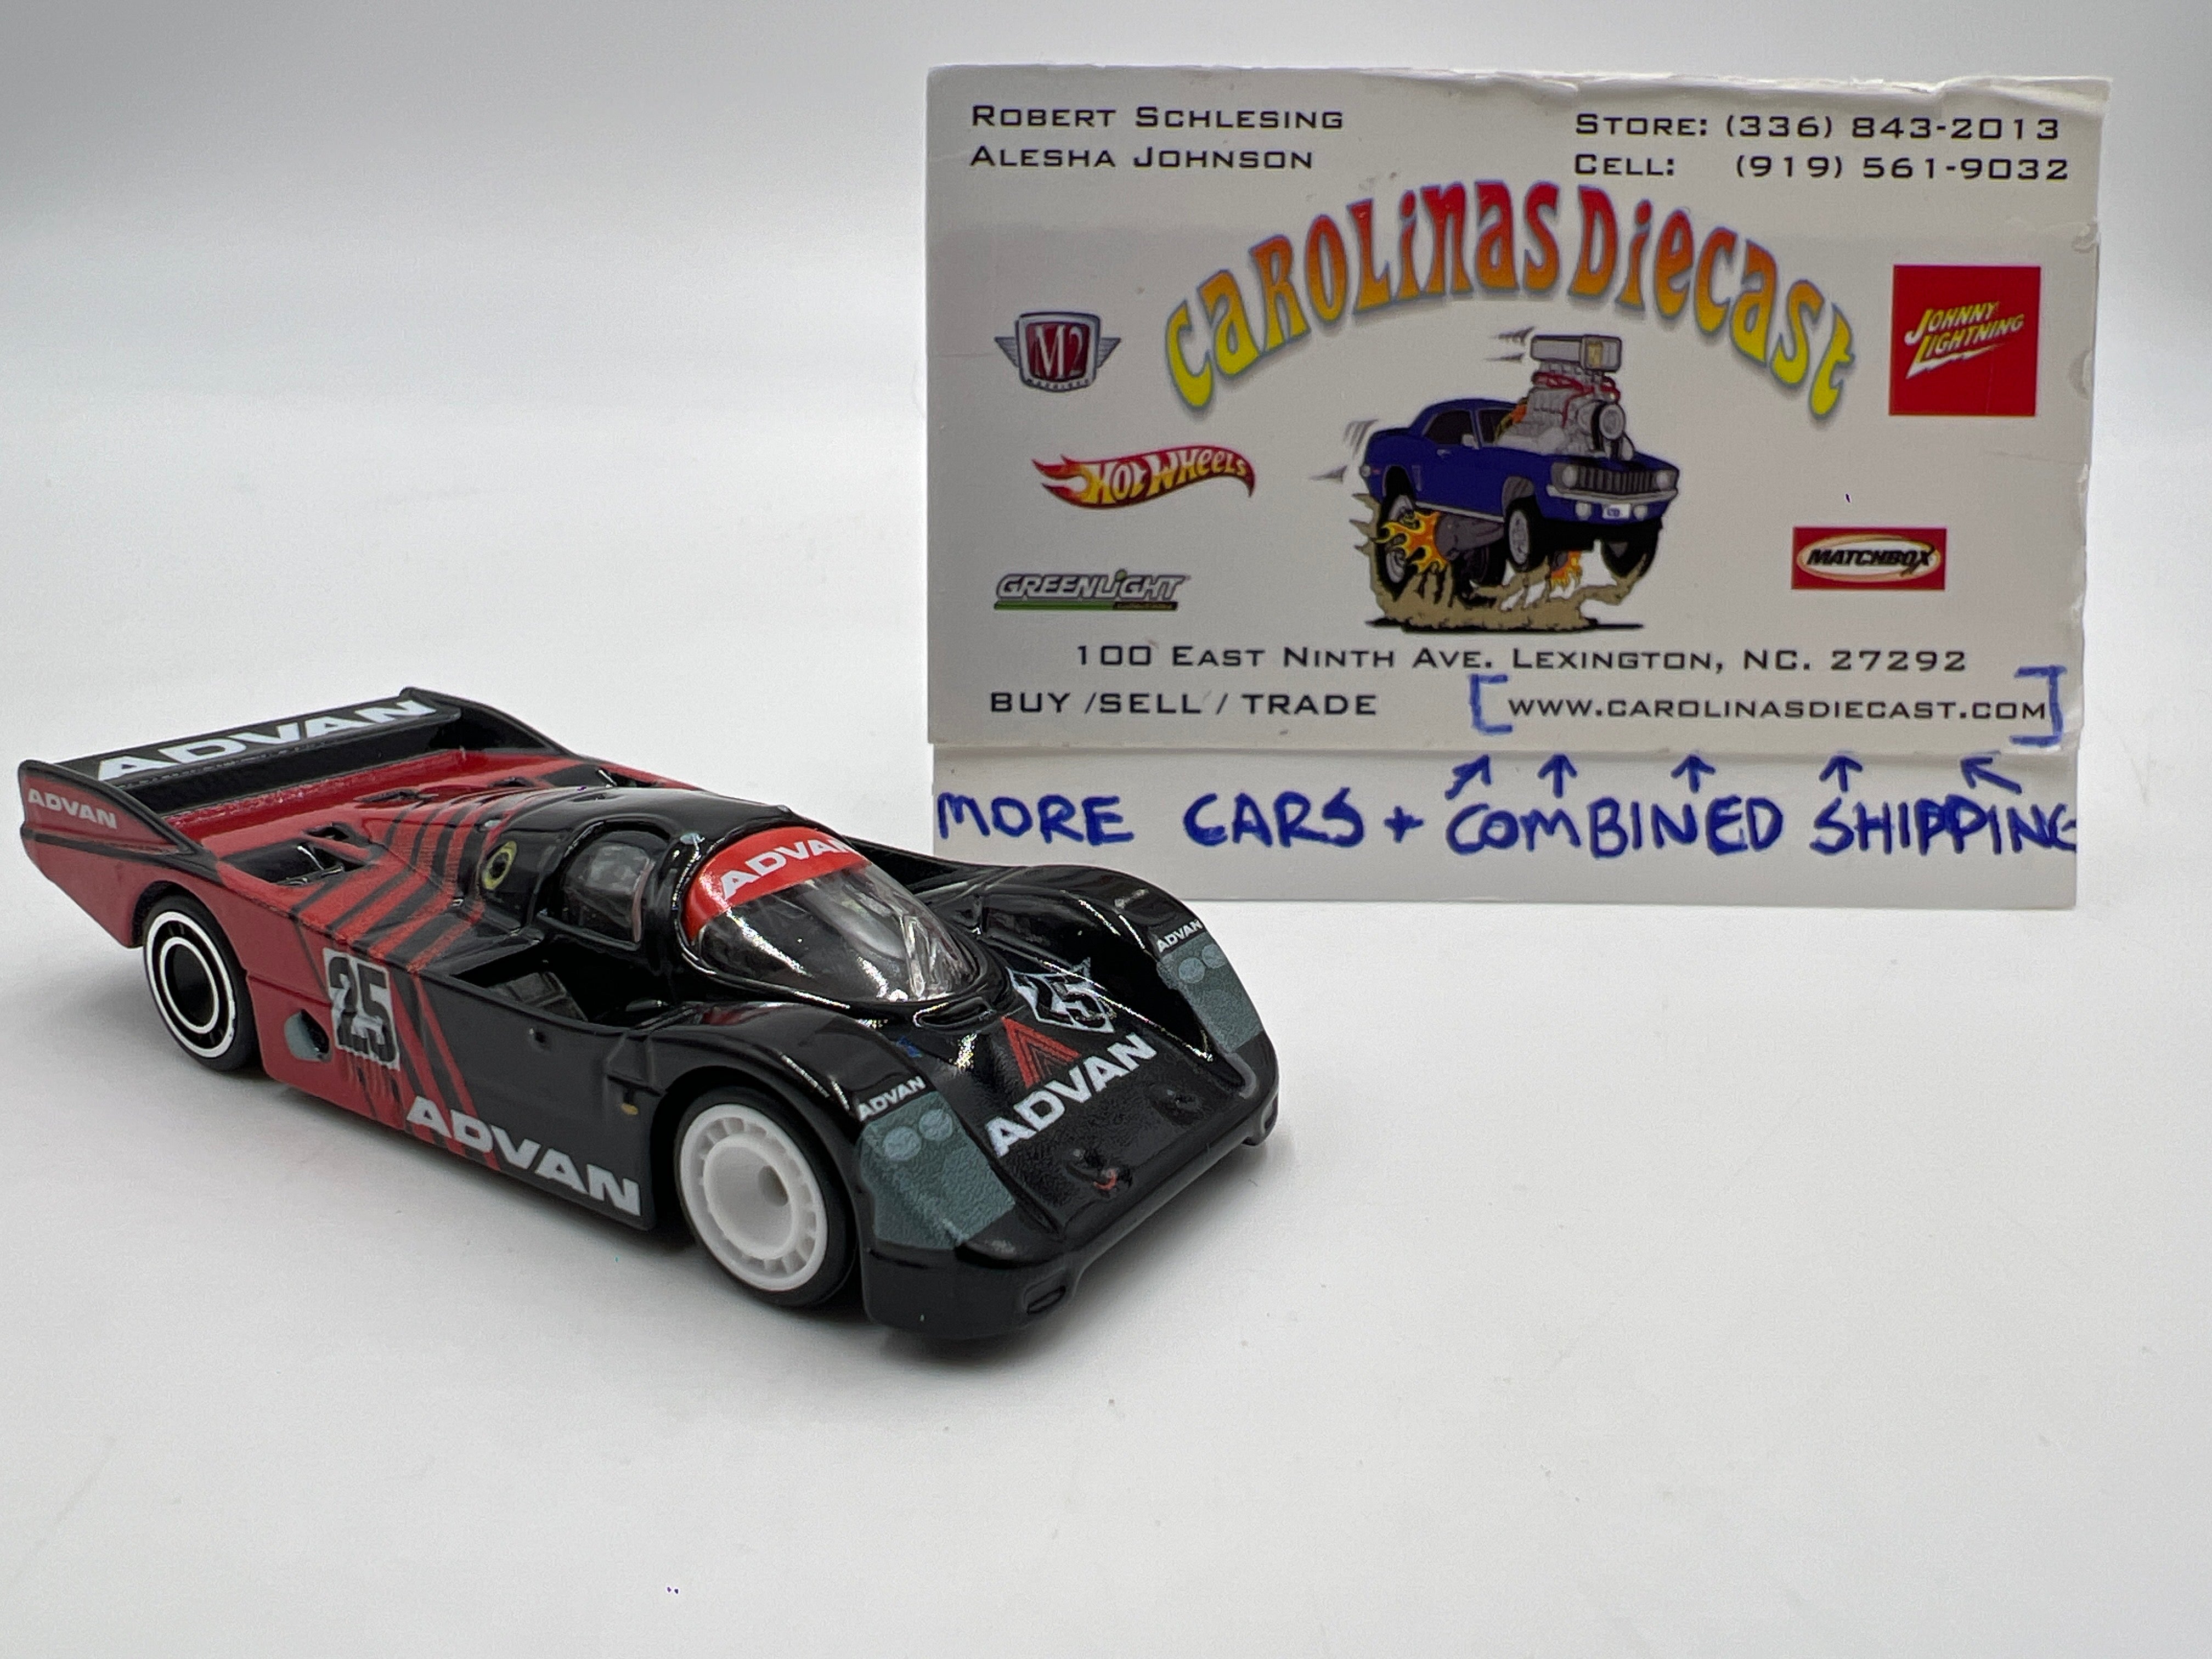 ROBERT SCHLESING
ALESHA JOHNSON
STORE: (336) 843-2013
CELL: (919) 561-9032
CAROLINAS DIECAST
M2
JOHNNY
LIGHTNING
HOT WHEELS
MATCHBOX
GREENLIGHT
100 EAST NINTH AVE. LEXINGTON, NC. 27292
BUY /SELL / TRADE [WWW.CAROLINASDIECAST.COM]
MORE CARS + COMBINED SHIPPING
ADVAN
ADVAN
ADVAN
25
ADVAN
25
ADVAN
ADVAN
ADVAN